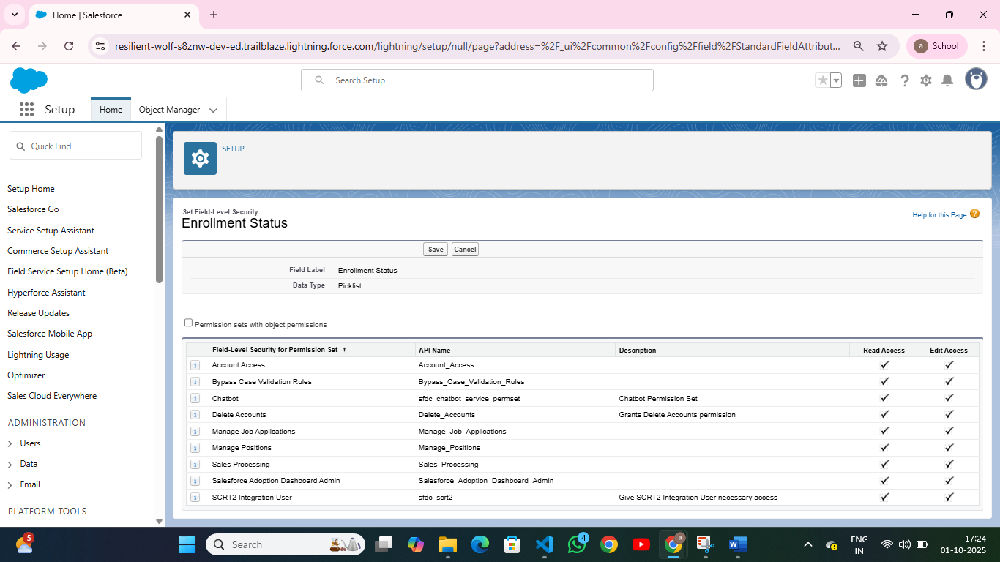 Home | Salesforce
resilient-wolf-s8znw-dev-ed.trailblaze.lightning.force.com/lightning/setup/null/page?address=%2F_ui%2Fcommon%2Fconfig%2Ffield%2FStandardFieldAttribut...
a School
Search Setup
Setup Home Object Manager
Quick Find
Setup Home
Salesforce Go
Service Setup Assistant
Commerce Setup Assistant
Field Service Setup Home (Beta)
Hyperforce Assistant
Release Updates
Salesforce Mobile App
Lightning Usage
Optimizer
Sales Cloud Everywhere
ADMINISTRATION
Users
Data
Email
PLATFORM TOOLS
SETUP
Set Field-Level Security
Enrollment Status
Help for this Page ?
Save Cancel
Field Label Enrollment Status
Data Type Picklist
Permission sets with object permissions
Field-Level Security for Permission Set ↑ API Name Description Read Access Edit Access
i Account Access Account_Access ✓ ✓
i Bypass Case Validation Rules Bypass_Case_Validation_Rules ✓ ✓
i Chatbot sfdc_chatbot_service_permset Chatbot Permission Set ✓ ✓
i Delete Accounts Delete_Accounts Grants Delete Accounts permission ✓ ✓
i Manage Job Applications Manage_Job_Applications ✓ ✓
i Manage Positions Manage_Positions ✓ ✓
i Sales Processing Sales_Processing ✓ ✓
i Salesforce Adoption Dashboard Admin Salesforce_Adoption_Dashboard_Admin ✓ ✓
i SCRT2 Integration User sfdc_scrt2 Give SCRT2 Integration User necessary access ✓ ✓
5
Search
4
a
ENG
IN
17:24
01-10-2025